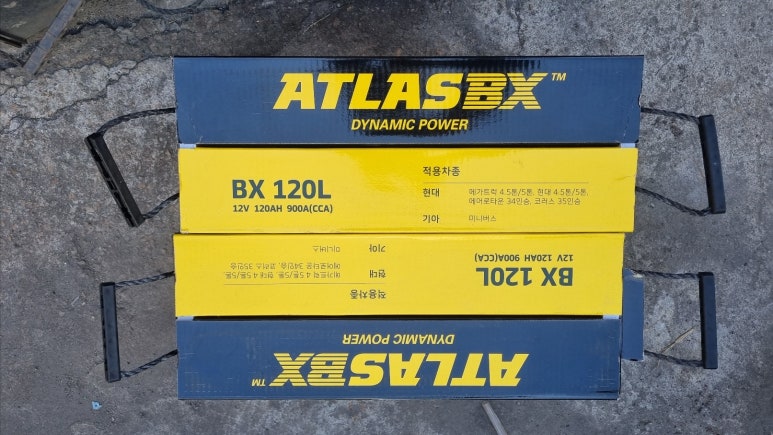 ATLASBX™
DYNAMIC POWER
BX 120L
12V 120AH 900A(CCA)
적용차종
현대 메가트럭 4.5톤/5톤, 현대 4.5톤/5톤,
에어로타운 34인승, 코러스 35인승
기아 미니버스
BX 120L
12V 120AH 900A(CCA)
적용차종
현대 메가트럭 4.5톤/5톤, 현대 4.5톤/5톤,
에어로타운 34인승, 코러스 35인승
기아 미니버스
ATLASBX™
DYNAMIC POWER